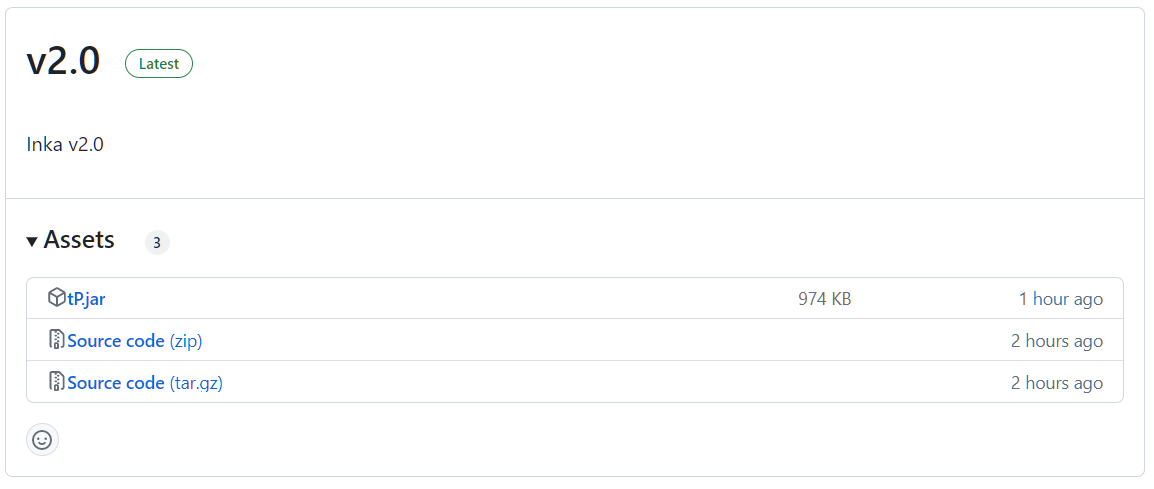 v2.0 Latest
Inka v2.0
Assets 3
tP.jar 974 KB 1 hour ago
Source code (zip) 2 hours ago
Source code (tar.gz) 2 hours ago